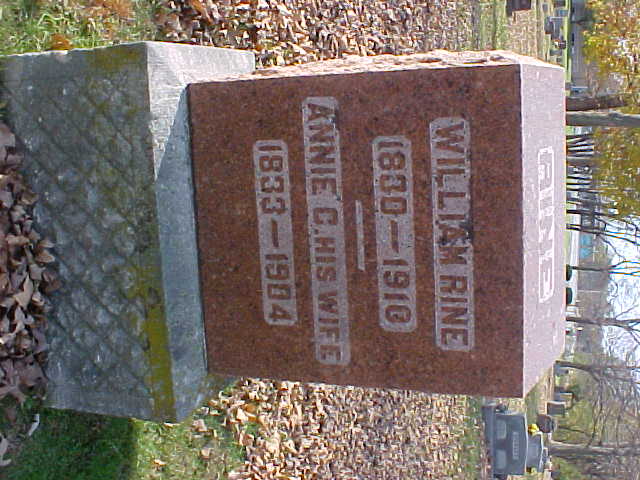 RINE
WILLIAM RINE
1830–1910
ANNIE C. HIS WIFE
1833–1904